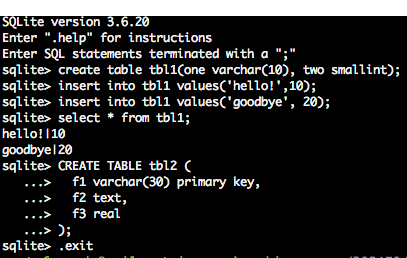 SQLite version 3.6.20
Enter ".help" for instructions
Enter SQL statements terminated with a ";"
sqlite> create table tbl1(one varchar(10), two smallint);
sqlite> insert into tbl1 values('hello!',10);
sqlite> insert into tbl1 values('goodbye', 20);
sqlite> select * from tbl1;
hello!|10
goodbye|20
sqlite> CREATE TABLE tbl2 (
   ...>   f1 varchar(30) primary key,
   ...>   f2 text,
   ...>   f3 real
   ...> );
sqlite> .exit